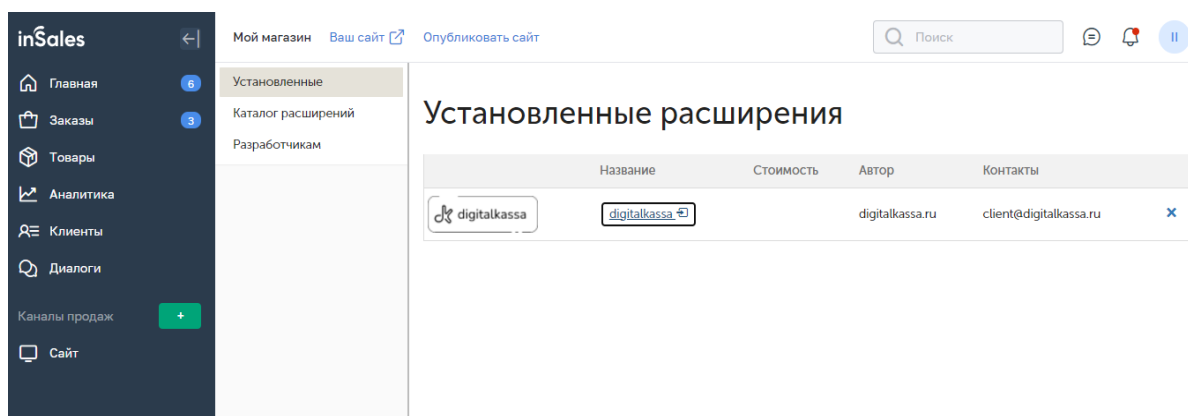 inSales
Мой магазин Ваш сайт Опубликовать сайт Поиск II
Главная 6
Заказы 3
Товары
Аналитика
Клиенты
Диалоги
Каналы продаж +
Сайт
Установленные
Каталог расширений
Разработчикам
Установленные расширения
Название Стоимость Автор Контакты
digitalkassa digitalkassa digitalkassa.ru client@digitalkassa.ru